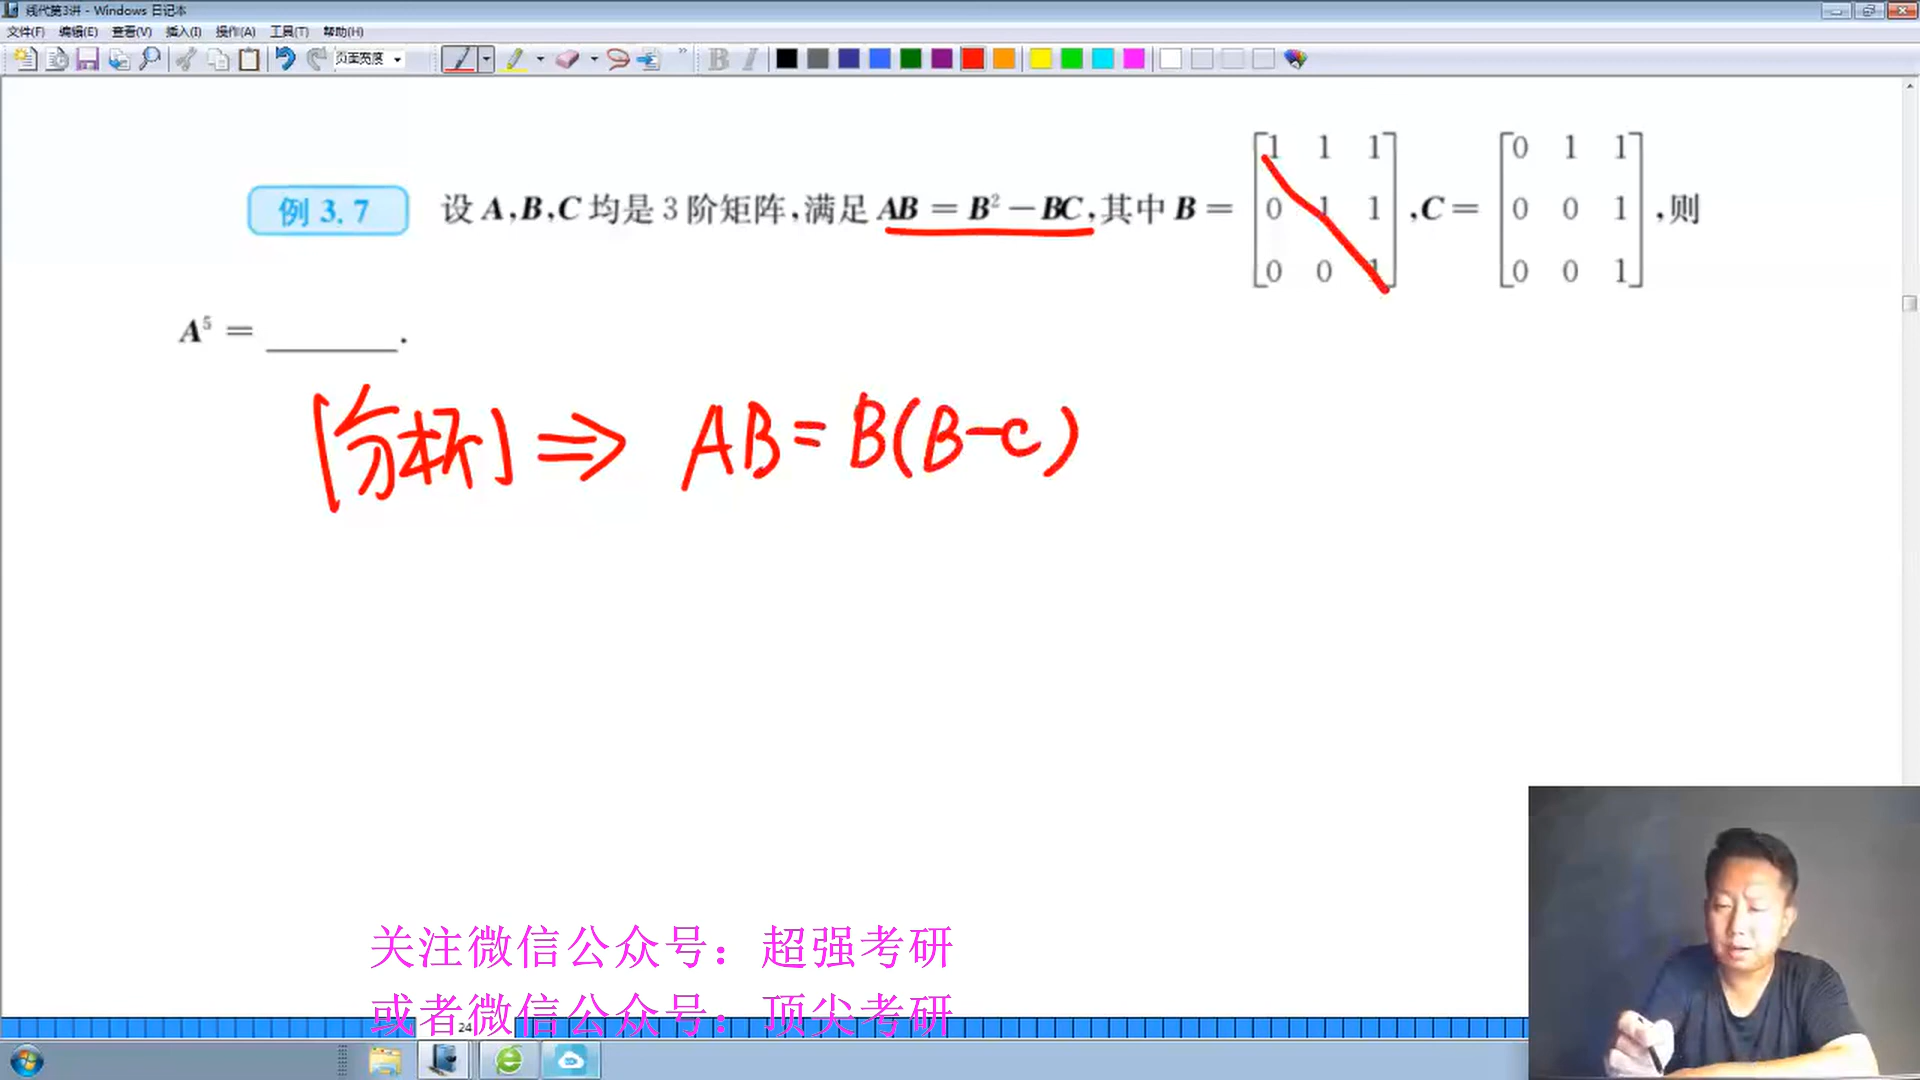 线代第3讲 - Windows 日记本
文件(F) 编辑(E) 查看(V) 插入(I) 操作(A) 工具(T) 帮助(H)
页面宽度
例 3.7 设 A,B,C 均是 3 阶矩阵,满足 AB = B² − BC,其中 B = [1 1 1; 0 1 1; 0 0 1], C = [0 1 1; 0 0 1; 0 0 1], 则
A⁵ = ________.
[分析] ⇒ AB = B(B−C)
关注微信公众号：超强考研
或者微信公众号：顶尖考研
24